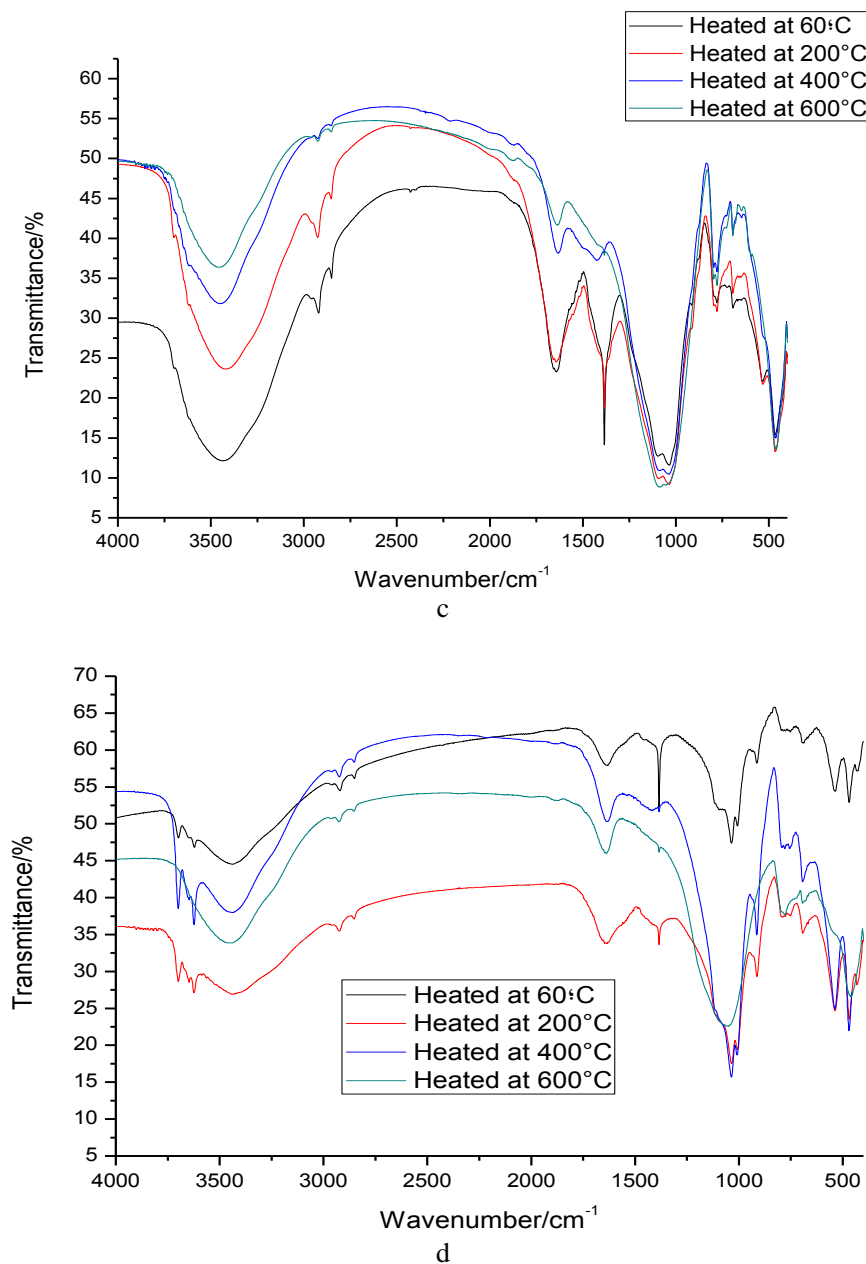 Heated at 60؛C
Heated at 200°C
Heated at 400°C
Heated at 600°C
60
55
50
45
40
35
30
25
20
15
10
5
Transmittance/%
4000 3500 3000 2500 2000 1500 1000 500
Wavenumber/cm-1
c
70
65
60
55
50
45
40
35
30
25
20
15
10
5
Transmittance/%
Heated at 60؛C
Heated at 200°C
Heated at 400°C
Heated at 600°C
4000 3500 3000 2500 2000 1500 1000 500
Wavenumber/cm-1
d